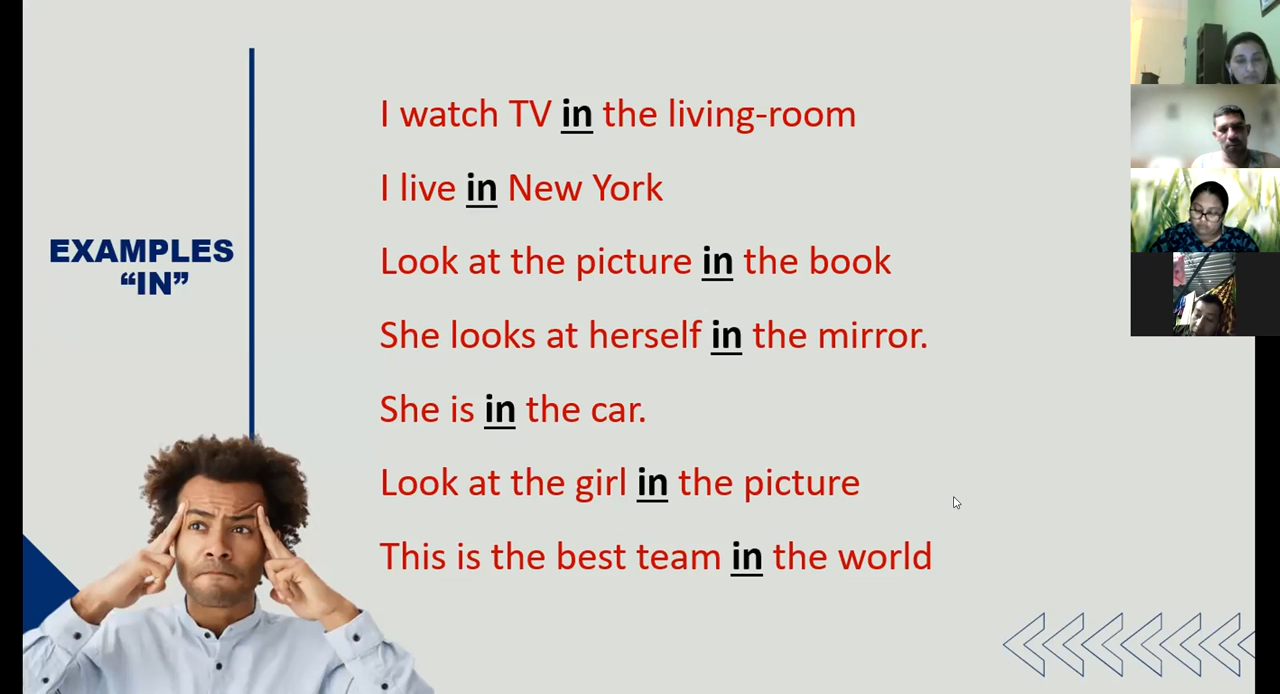 EXAMPLES
“IN”
I watch TV in the living-room
I live in New York
Look at the picture in the book
She looks at herself in the mirror.
She is in the car.
Look at the girl in the picture
This is the best team in the world